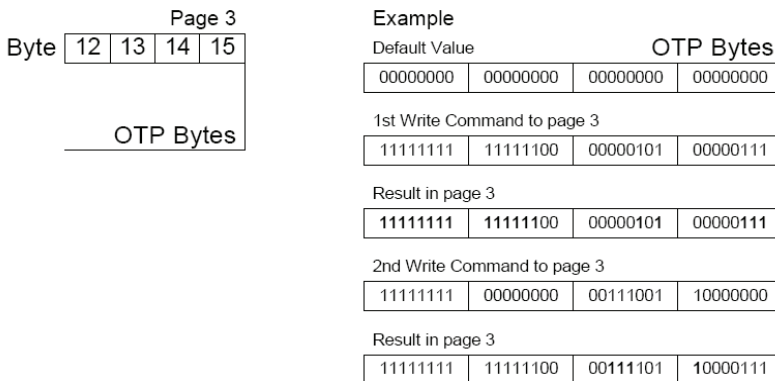 Page 3
Byte 12 13 14 15
OTP Bytes
Example
Default Value OTP Bytes
00000000 00000000 00000000 00000000
1st Write Command to page 3
11111111 11111100 00000101 00000111
Result in page 3
11111111 11111100 00000101 00000111
2nd Write Command to page 3
11111111 00000000 00111001 10000000
Result in page 3
11111111 11111100 00111101 10000111